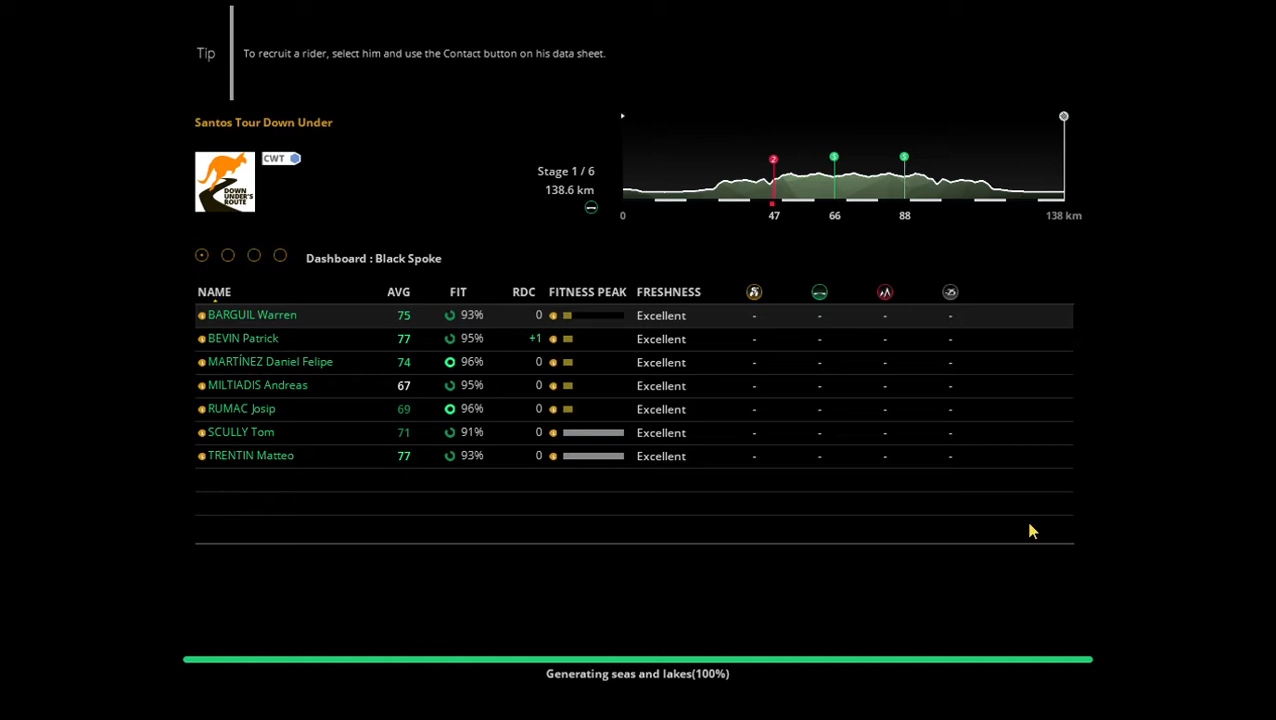 Tip To recruit a rider, select him and use the Contact button on his data sheet.
Santos Tour Down Under
DOWN UNDER'S ROUTE
CWT
Stage 1 / 6
138.6 km
2 S S
0 47 66 88 138 km
Dashboard : Black Spoke
NAME AVG FIT RDC FITNESS PEAK FRESHNESS
BARGUIL Warren 75 93% 0 Excellent - - - -
BEVIN Patrick 77 95% +1 Excellent - - - -
MARTÍNEZ Daniel Felipe 74 96% 0 Excellent - - - -
MILTIADIS Andreas 67 95% 0 Excellent - - - -
RUMAC Josip 69 96% 0 Excellent - - - -
SCULLY Tom 71 91% 0 Excellent - - - -
TRENTIN Matteo 77 93% 0 Excellent - - - -
Generating seas and lakes(100%)